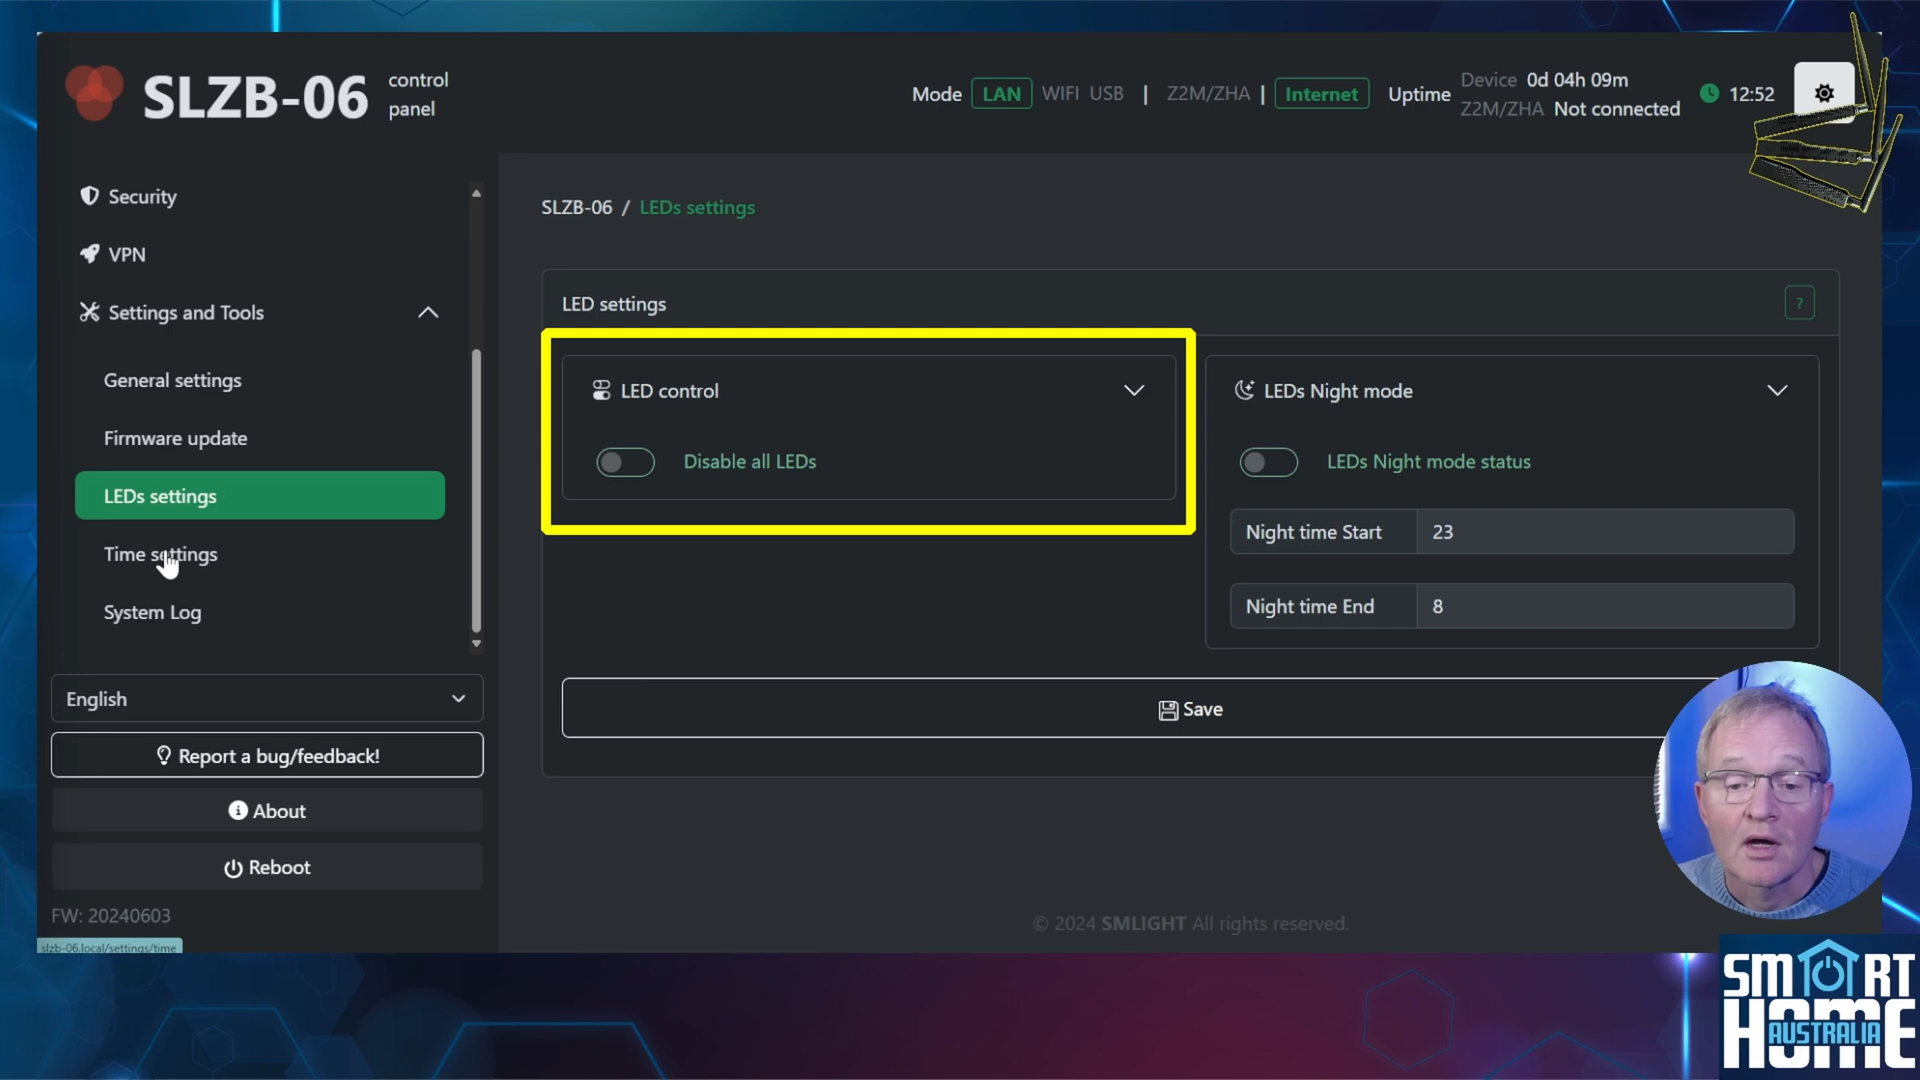 SLZB-06
control
panel
Mode LAN WIFI USB | Z2M/ZHA | Internet Uptime
Device 0d 04h 09m
Z2M/ZHA Not connected
12:52
Security
VPN
Settings and Tools
General settings
Firmware update
LEDs settings
Time settings
System Log
English
Report a bug/feedback!
About
Reboot
FW: 20240603
slzb-06.local/settings/time
SLZB-06 / LEDs settings
LED settings
?
LED control
Disable all LEDs
LEDs Night mode
LEDs Night mode status
Night time Start 23
Night time End 8
Save
© 2024 SMLIGHT All rights reserved.
SMART
HOME
AUSTRALIA